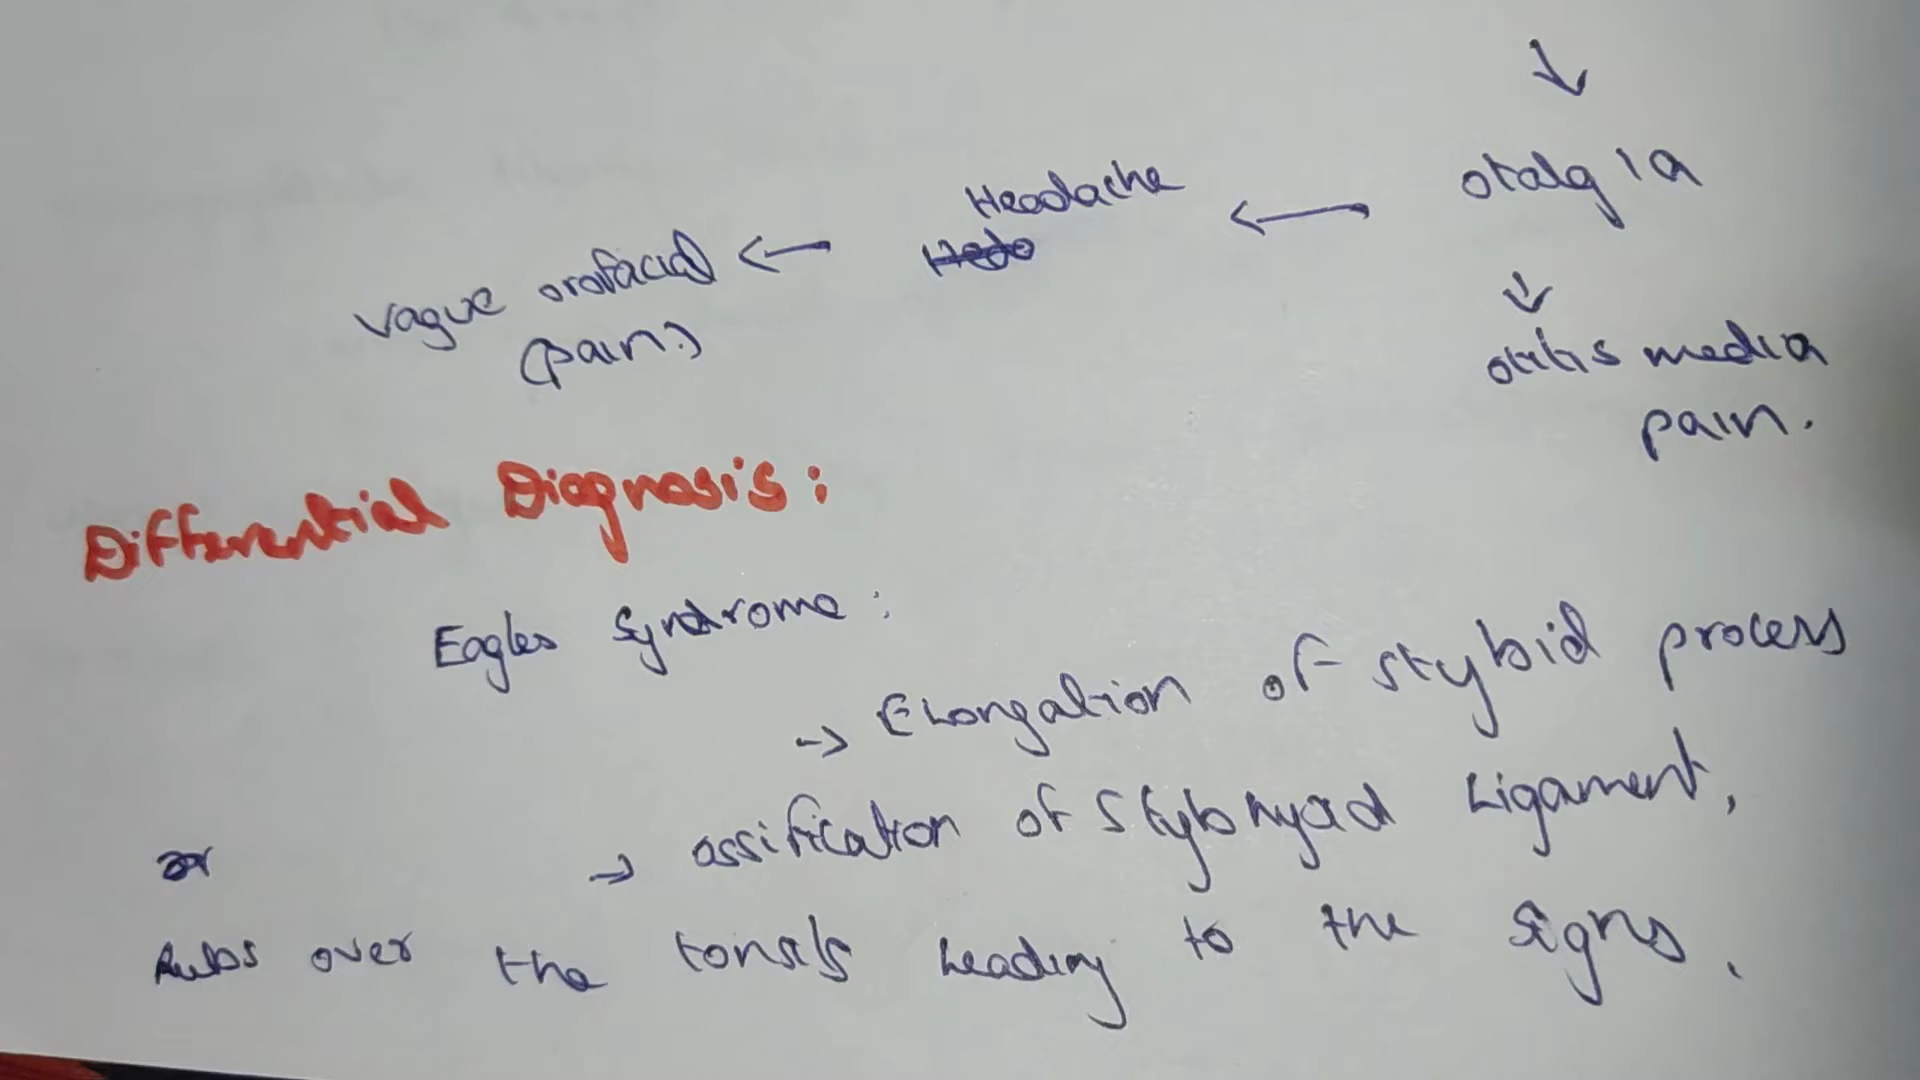 ↓
otalgia
←
Headache
←
vague orofacial
(pain.)
↓
otitis media
pain.
Differential Diagnosis:
Eagles Syndrome:
→ Elongation of styloid process
→ ossification of Stylohyoid Ligament,
or
Rubs over the tonsils leading to the signs.